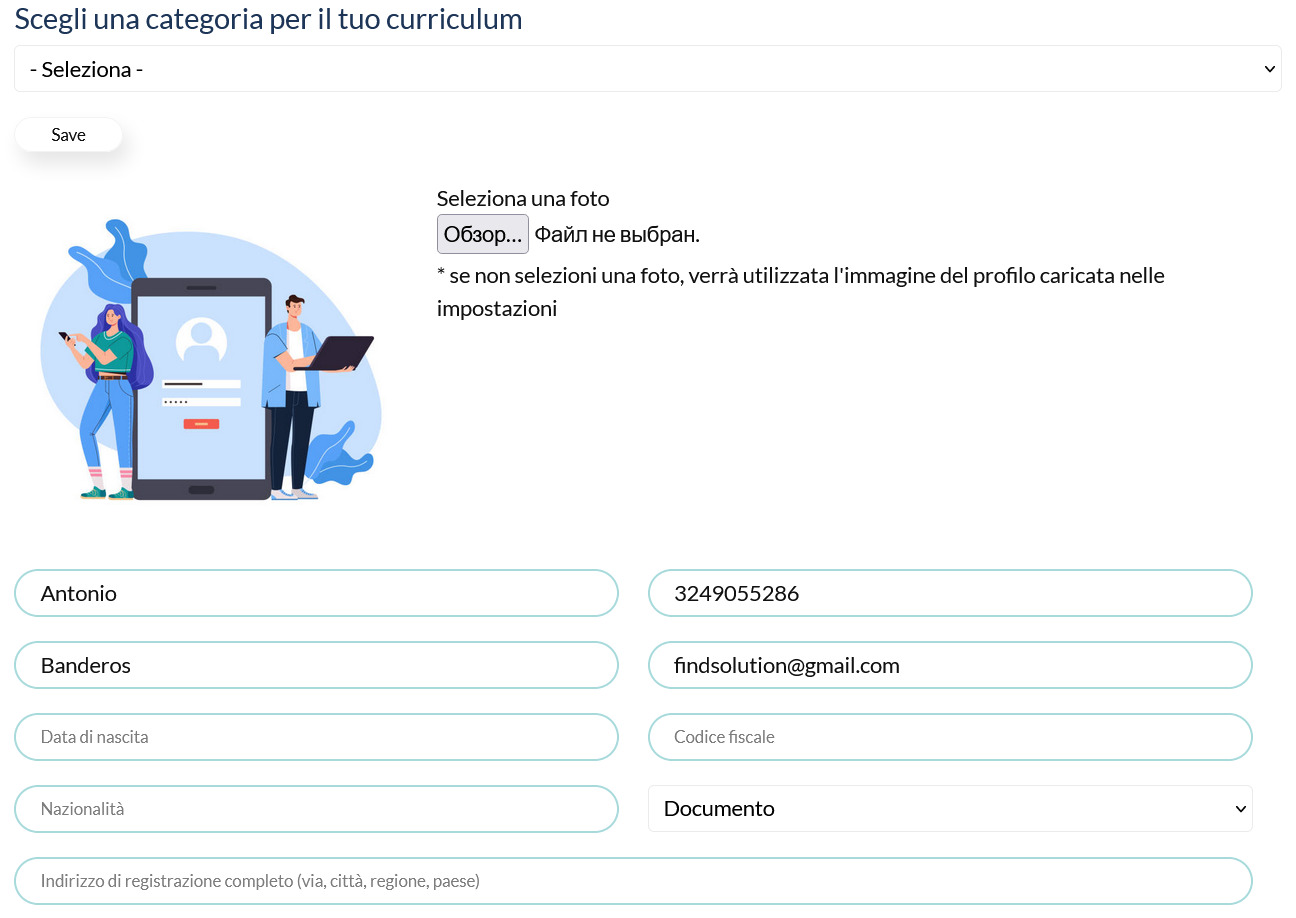 Scegli una categoria per il tuo curriculum
- Seleziona -
Save
Seleziona una foto
Обзор... Файл не выбран.
* se non selezioni una foto, verrà utilizzata l'immagine del profilo caricata nelle
impostazioni
Antonio
3249055286
Banderos
findsolution@gmail.com
Data di nascita
Codice fiscale
Nazionalità
Documento
Indirizzo di registrazione completo (via, città, regione, paese)